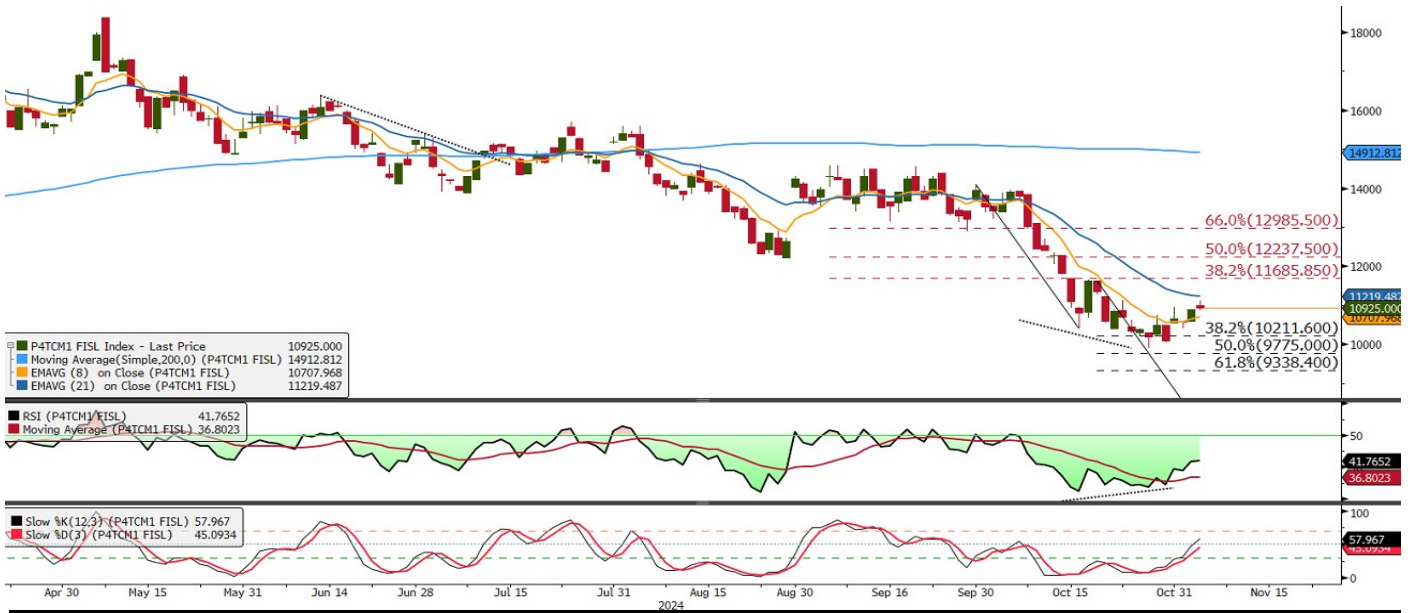 18000
16000
14912.812
14000
66.0%(12985.500)
50.0%(12237.500)
12000
38.2%(11685.850)
11219.487
10925.000
10707.968
38.2%(10211.600)
10000
50.0%(9775.000)
61.8%(9338.400)
P4TCM1 FISL Index - Last Price 10925.000
Moving Average(Simple,200,0) (P4TCM1 FISL) 14912.812
EMAVG (8) on Close (P4TCM1 FISL) 10707.968
EMAVG (21) on Close (P4TCM1 FISL) 11219.487
RSI (P4TCM1 FISL) 41.7652
Moving Average (P4TCM1 FISL) 36.8023
50
41.7652
36.8023
Slow %K(12,3) (P4TCM1 FISL) 57.967
Slow %D(3) (P4TCM1 FISL) 45.0934
100
57.967
45.0934
0
Apr 30 May 15 May 31 Jun 14 Jun 28 Jul 15 Jul 31 Aug 15 Aug 30 Sep 16 Sep 30 Oct 15 Oct 31 Nov 15
2024